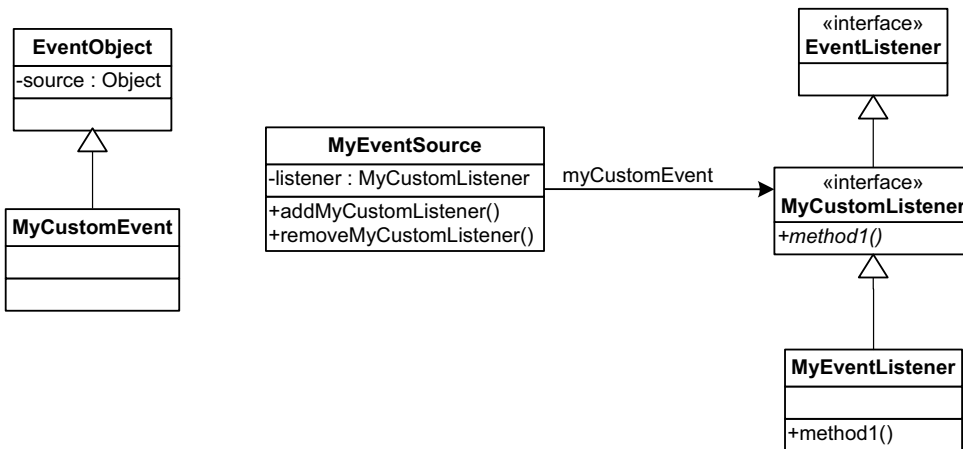 EventObject
-source : Object
MyCustomEvent
MyEventSource
-listener : MyCustomListener
+addMyCustomListener()
+removeMyCustomListener()
myCustomEvent
«interface»
EventListener
«interface»
MyCustomListener
+method1()
MyEventListener
+method1()